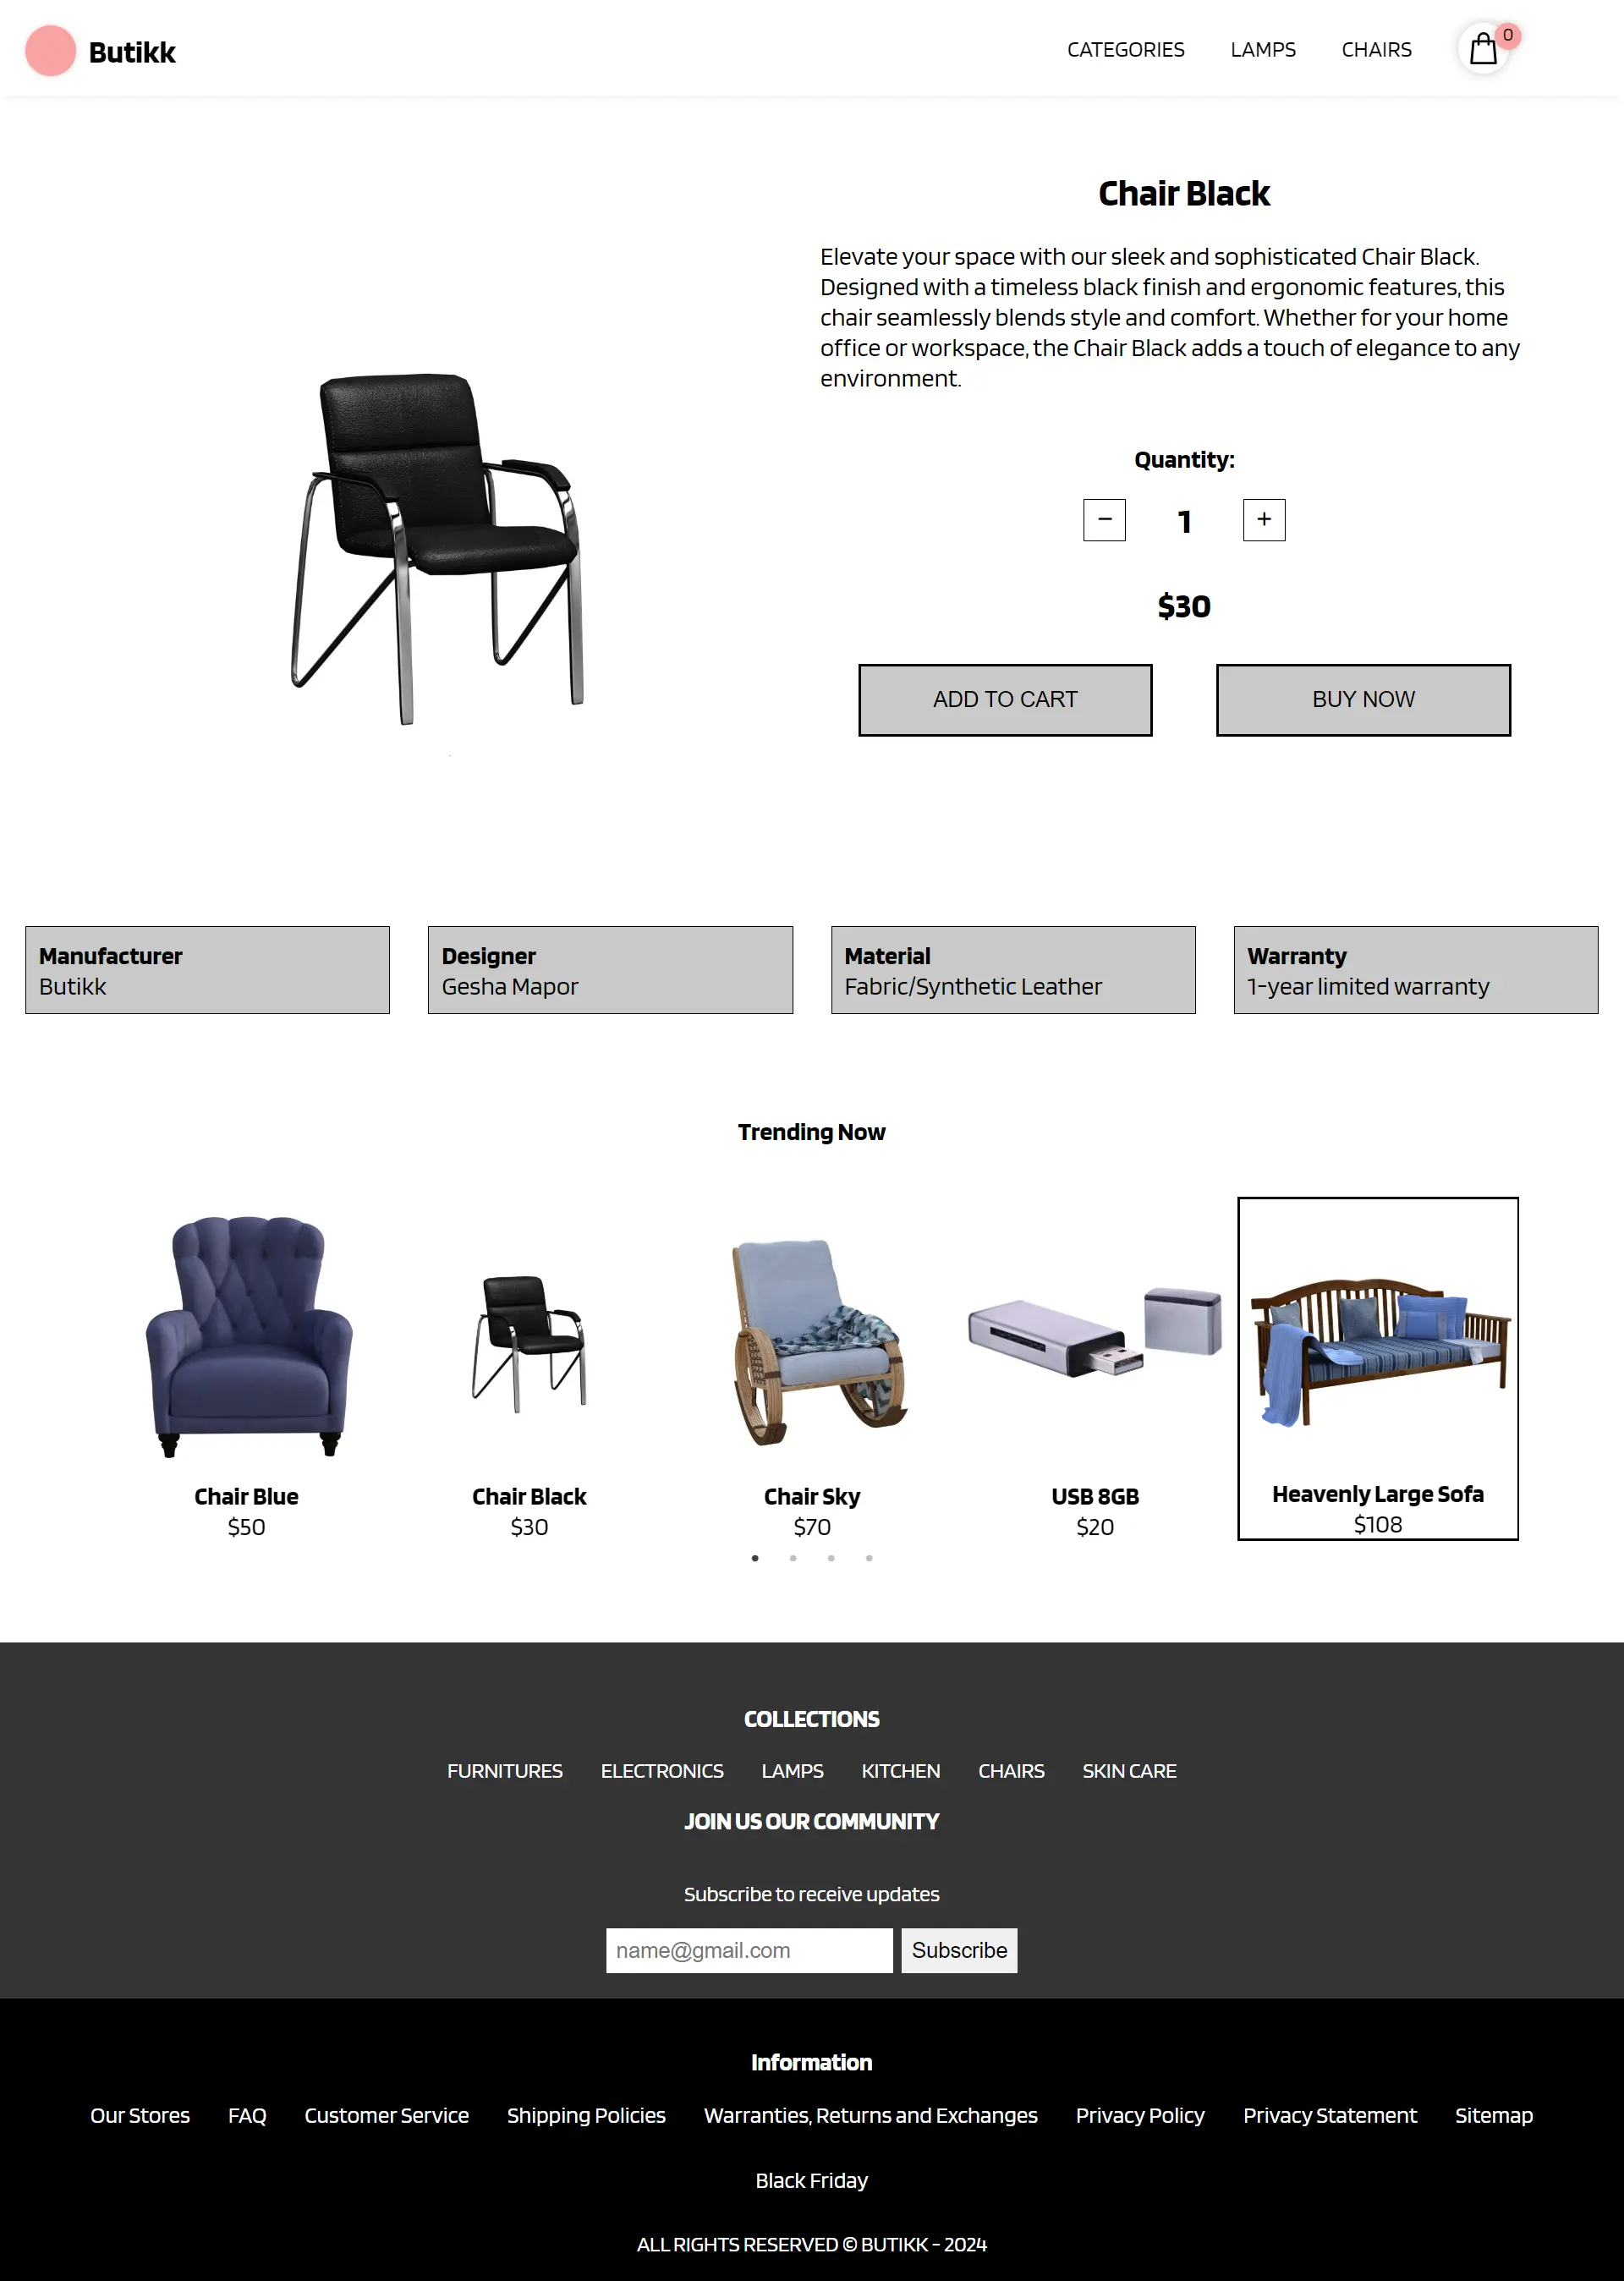 Butikk
CATEGORIES LAMPS CHAIRS 0
Chair Black
Elevate your space with our sleek and sophisticated Chair Black.
Designed with a timeless black finish and ergonomic features, this
chair seamlessly blends style and comfort. Whether for your home
office or workspace, the Chair Black adds a touch of elegance to any
environment.
Quantity:
− 1 +
$30
ADD TO CART BUY NOW
Manufacturer
Butikk
Designer
Gesha Mapor
Material
Fabric/Synthetic Leather
Warranty
1-year limited warranty
Trending Now
Chair Blue
$50
Chair Black
$30
Chair Sky
$70
USB 8GB
$20
Heavenly Large Sofa
$108
COLLECTIONS
FURNITURES ELECTRONICS LAMPS KITCHEN CHAIRS SKIN CARE
JOIN US OUR COMMUNITY
Subscribe to receive updates
name@gmail.com Subscribe
Information
Our Stores FAQ Customer Service Shipping Policies Warranties, Returns and Exchanges Privacy Policy Privacy Statement Sitemap
Black Friday
ALL RIGHTS RESERVED © BUTIKK - 2024